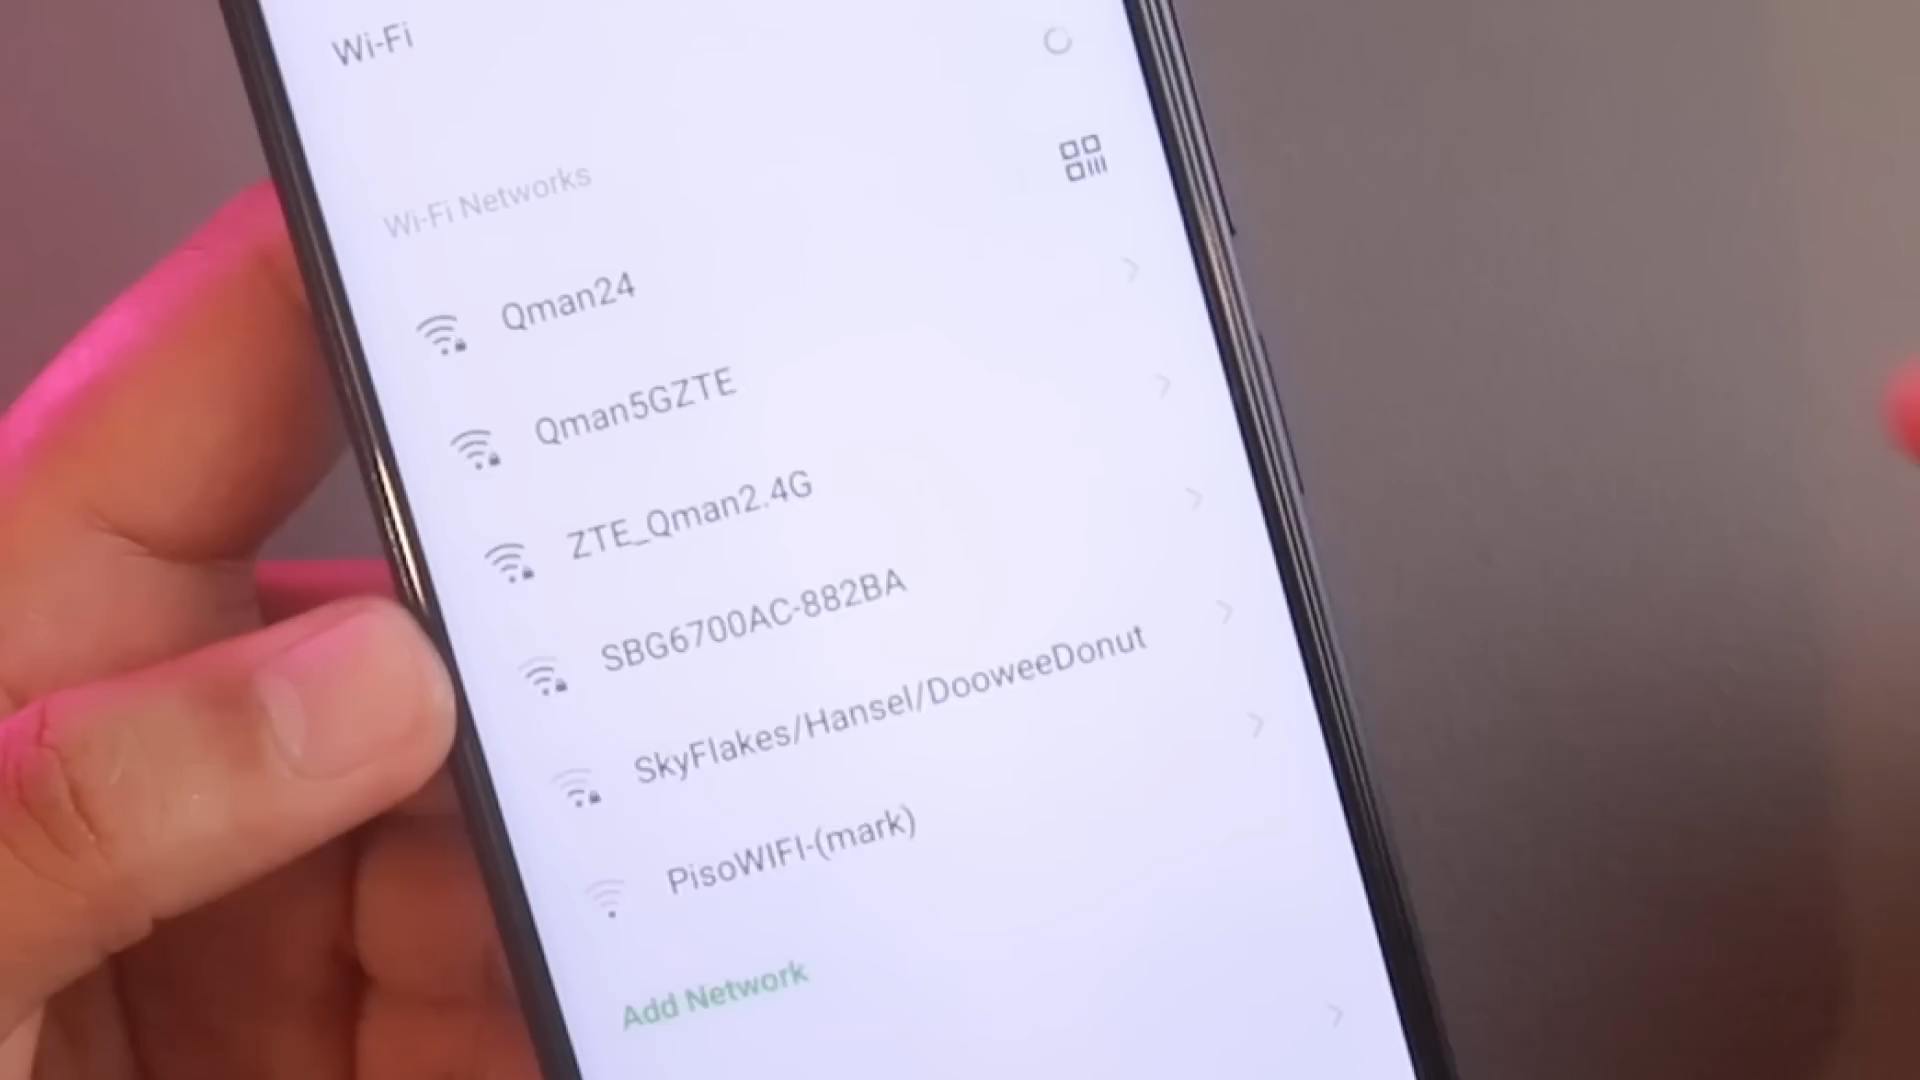 Wi-Fi
Wi-Fi Networks
Qman24
Qman5GZTE
ZTE_Qman2.4G
SBG6700AC-882BA
SkyFlakes/Hansel/DooweeDonut
PisoWIFI-(mark)
Add Network